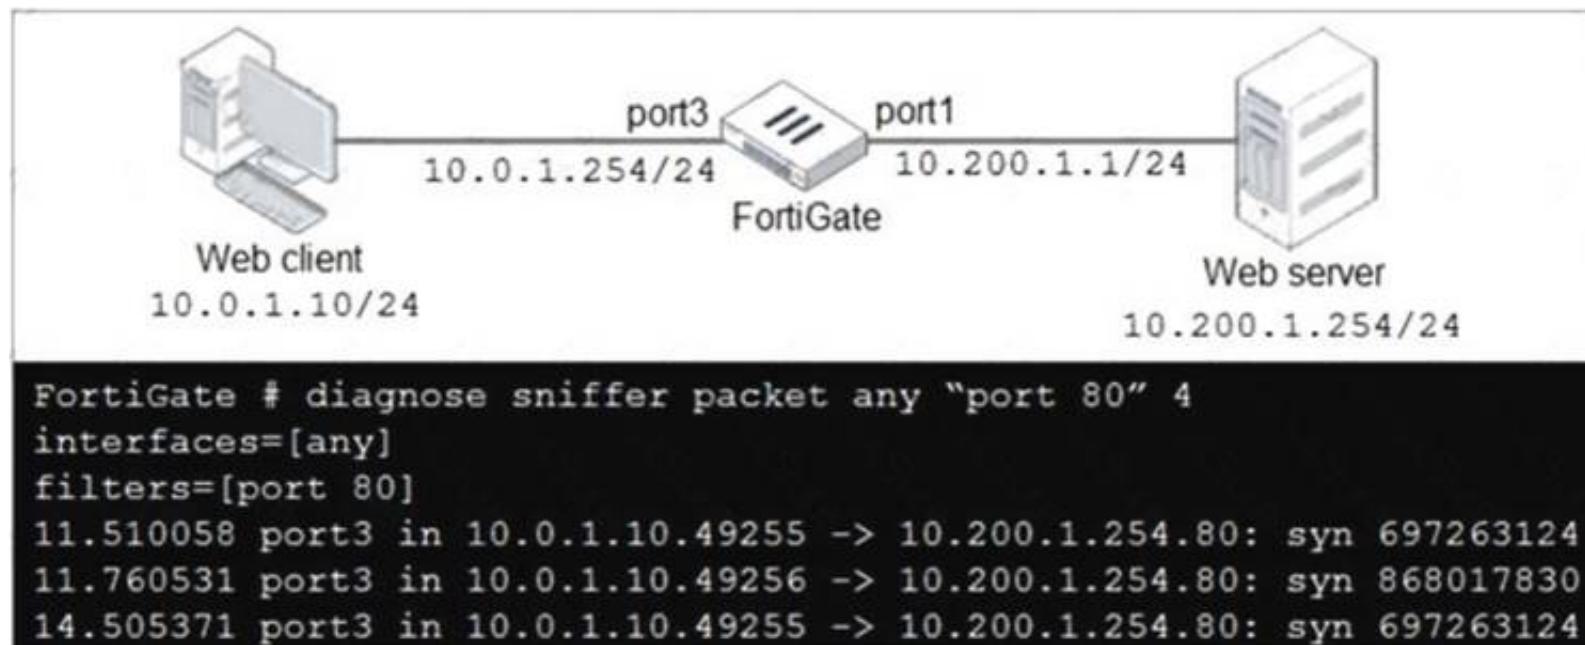 port3
port1
10.0.1.254/24
10.200.1.1/24
FortiGate
Web client
10.0.1.10/24
Web server
10.200.1.254/24
FortiGate # diagnose sniffer packet any “port 80” 4
interfaces=[any]
filters=[port 80]
11.510058 port3 in 10.0.1.10.49255 -> 10.200.1.254.80: syn 697263124
11.760531 port3 in 10.0.1.10.49256 -> 10.200.1.254.80: syn 868017830
14.505371 port3 in 10.0.1.10.49255 -> 10.200.1.254.80: syn 697263124